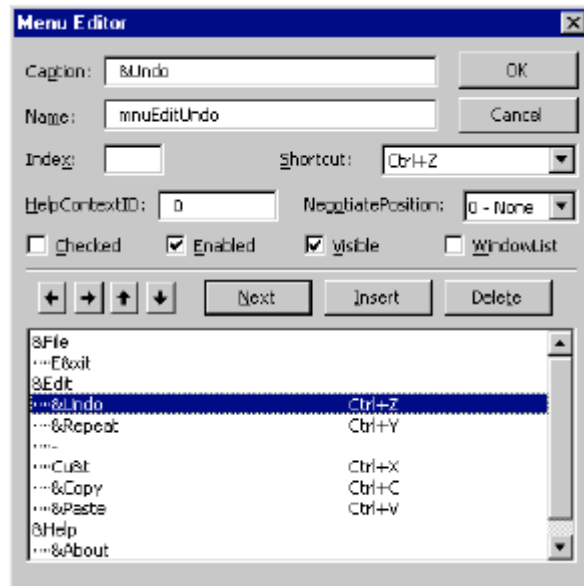 Menu Editor
Caption: &Undo
OK
Name: mnuEditUndo
Cancel
Index: Shortcut: Ctrl+Z
HelpContextID: 0 NegotiatePosition: 0 - None
Checked Enabled Visible WindowList
Next Insert Delete
&File
····E&xit
&Edit
····&Undo Ctrl+Z
····&Repeat Ctrl+Y
····-
····Cu&t Ctrl+X
····&Copy Ctrl+C
····&Paste Ctrl+V
&Help
····&About